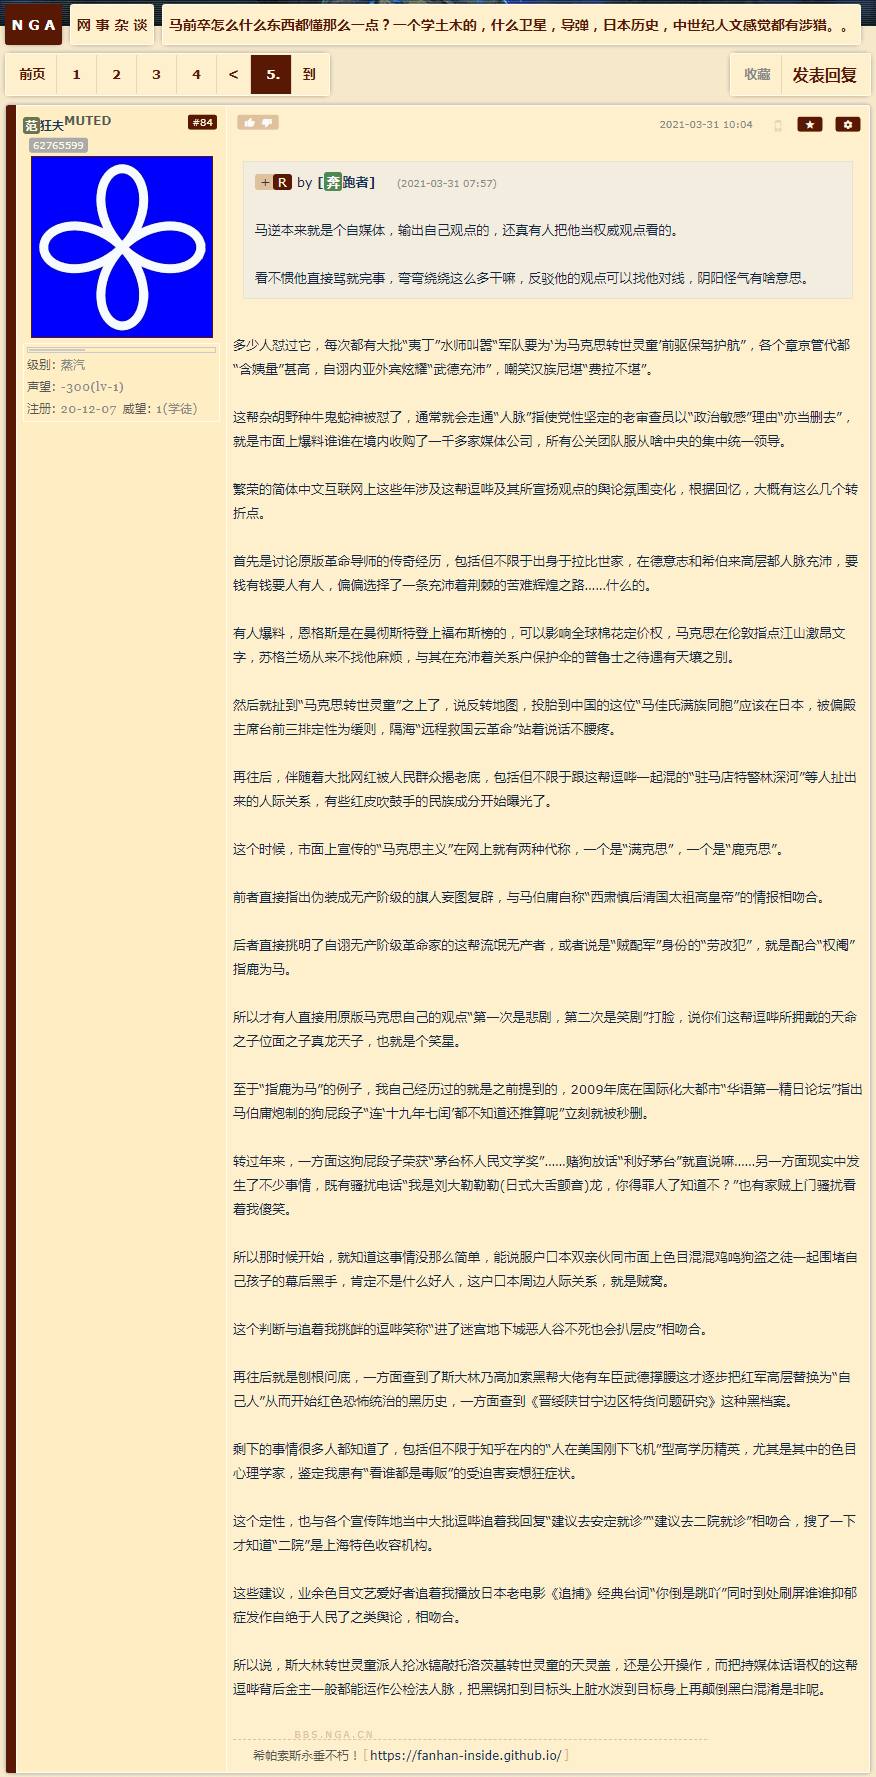 NGA 网事杂谈 马前卒怎么什么东西都懂那么一点？一个学土木的，什么卫星，导弹，日本历史，中世纪人文感觉都有涉猎。。
前页 1 2 3 4 < 5. 到 收藏 发表回复
范狂夫MUTED #84
62765599
级别: 蒸汽
声望: -300(lv-1)
注册: 20-12-07 威望: 1(学徒)
2021-03-31 10:04
+ R by [奔跑者] (2021-03-31 07:57)
马逆本来就是个自媒体，输出自己观点的，还真有人把他当权威观点看的。
看不惯他直接骂就完事，弯弯绕绕这么多干嘛，反驳他的观点可以找他对线，阴阳怪气有啥意思。
多少人怼过它，每次都有大批“夷丁”水师叫嚣“军队要为‘为马克思转世灵童’前驱保驾护航”，各个章京管代都
“含姨量”甚高，自诩内亚外宾炫耀“武德充沛”，嘲笑汉族尼堪“费拉不堪”。
这帮杂胡野种牛鬼蛇神被怼了，通常就会走通“人脉”指使党性坚定的老审查员以“政治敏感”理由“亦当删去”，
就是市面上爆料谁谁在境内收购了一千多家媒体公司，所有公关团队服从啥中央的集中统一领导。
繁荣的简体中文互联网上这些年涉及这帮逗哔及其所宣扬观点的舆论氛围变化，根据回忆，大概有这么几个转
折点。
首先是讨论原版革命导师的传奇经历，包括但不限于出身于拉比世家，在德意志和希伯来高层都人脉充沛，要
钱有钱要人有人，偏偏选择了一条充沛着荆棘的苦难辉煌之路……什么的。
有人爆料，恩格斯是在曼彻斯特登上福布斯榜的，可以影响全球棉花定价权，马克思在伦敦指点江山激昂文
字，苏格兰场从来不找他麻烦，与其在充沛着关系户保护伞的普鲁士之待遇有天壤之别。
然后就扯到“马克思转世灵童”之上了，说反转地图，投胎到中国的这位“马佳氏满族同胞”应该在日本，被偏殿
主席台前三排定性为缓则，隔海“远程救国云革命”站着说话不腰疼。
再往后，伴随着大批网红被人民群众揭老底，包括但不限于跟这帮逗哔一起混的“驻马店特警林深河”等人扯出
来的人际关系，有些红皮吹鼓手的民族成分开始曝光了。
这个时候，市面上宣传的“马克思主义”在网上就有两种代称，一个是“满克思”，一个是“鹿克思”。
前者直接指出伪装成无产阶级的旗人妄图复辟，与马伯庸自称“西肃慎后清国太祖高皇帝”的情报相吻合。
后者直接挑明了自诩无产阶级革命家的这帮流氓无产者，或者说是“贼配军”身份的“劳改犯”，就是配合“权阉”
指鹿为马。
所以才有人直接用原版马克思自己的观点“第一次是悲剧，第二次是笑剧”打脸，说你们这帮逗哔所拥戴的天命
之子位面之子真龙天子，也就是个笑星。
至于“指鹿为马”的例子，我自己经历过的就是之前提到的，2009年底在国际化大都市“华语第一精日论坛”指出
马伯庸炮制的狗屁段子“连‘十九年七闰’都不知道还推算呢”立刻就被秒删。
转过年来，一方面这狗屁段子荣获“茅台杯人民文学奖”……赌狗放话“利好茅台”就直说嘛……另一方面现实中发
生了不少事情，既有骚扰电话“我是刘大勒勒勒(日式大舌颤音)龙，你得罪人了知道不？”也有家贼上门骚扰看
着我傻笑。
所以那时候开始，就知道这事情没那么简单，能说服户口本双亲伙同市面上色目混混鸡鸣狗盗之徒一起围堵自
己孩子的幕后黑手，肯定不是什么好人，这户口本周边人际关系，就是贼窝。
这个判断与追着我挑衅的逗哔笑称“进了迷宫地下城恶人谷不死也会扒层皮”相吻合。
再往后就是刨根问底，一方面查到了斯大林乃高加索黑帮大佬有车臣武德撑腰这才逐步把红军高层替换为“自
己人”从而开始红色恐怖统治的黑历史，一方面查到《晋绥陕甘宁边区特货问题研究》这种黑档案。
剩下的事情很多人都知道了，包括但不限于知乎在内的“人在美国刚下飞机”型高学历精英，尤其是其中的色目
心理学家，鉴定我患有“看谁都是毒贩”的受迫害妄想狂症状。
这个定性，也与各个宣传阵地当中大批逗哔追着我回复“建议去安定就诊”“建议去二院就诊”相吻合，搜了一下
才知道“二院”是上海特色收容机构。
这些建议，业余色目文艺爱好者追着我播放日本老电影《追捕》经典台词“你倒是跳吖”同时到处刷屏谁谁抑郁
症发作自绝于人民了之类舆论，相吻合。
所以说，斯大林转世灵童派人抡冰镐敲托洛茨基转世灵童的天灵盖，还是公开操作，而把持媒体话语权的这帮
逗哔背后金主一般都能运作公检法人脉，把黑锅扣到目标头上脏水泼到目标身上再颠倒黑白混淆是非呢。
BBS.NGA.CN
希帕索斯永垂不朽！[ https://fanhan-inside.github.io/ ]